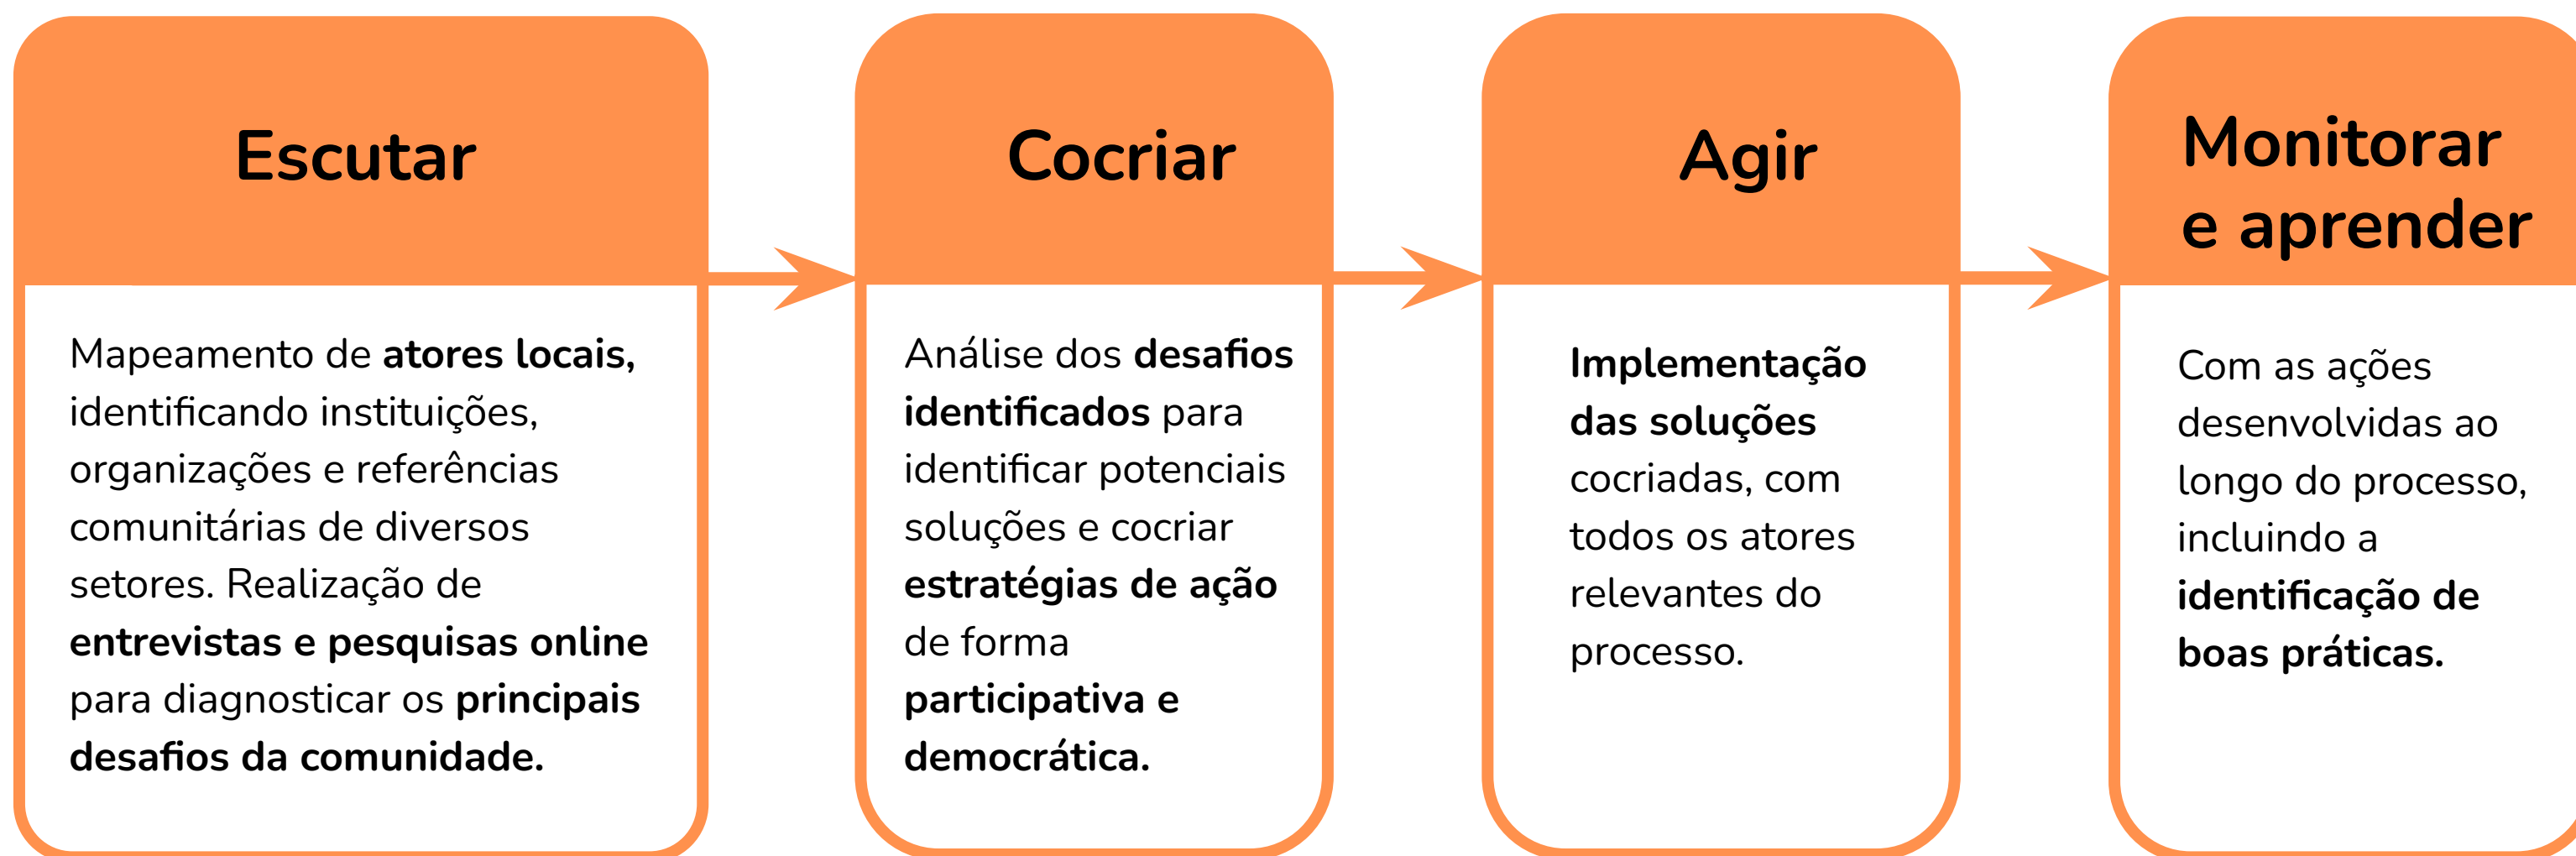 Escutar
Mapeamento de atores locais,
identificando instituições,
organizações e referências
comunitárias de diversos
setores. Realização de
entrevistas e pesquisas online
para diagnosticar os principais
desafios da comunidade.
Cocriar
Análise dos desafios
identificados para
identificar potenciais
soluções e cocriar
estratégias de ação
de forma
participativa e
democrática.
Agir
Implementação
das soluções
cocriadas, com
todos os atores
relevantes do
processo.
Monitorar
e aprender
Com as ações
desenvolvidas ao
longo do processo,
incluindo a
identificação de
boas práticas.